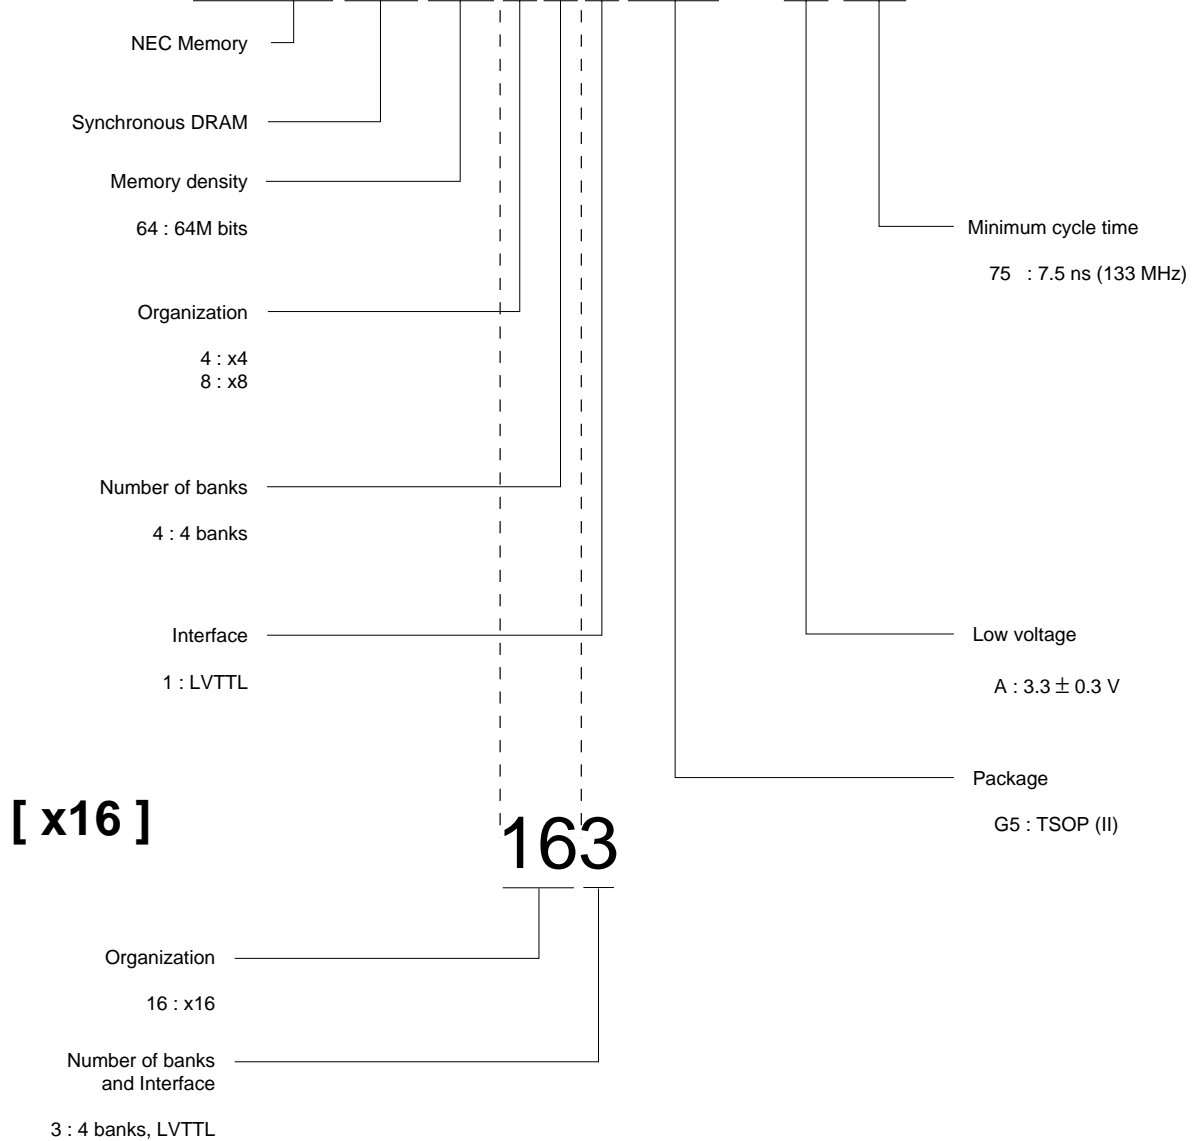 NEC Memory
Synchronous DRAM
Memory density
64 : 64M bits
Minimum cycle time
75 : 7.5 ns (133 MHz)
Organization
4 : x4
8 : x8
Number of banks
4 : 4 banks
Interface
1 : LVTTL
Low voltage
A : 3.3 ± 0.3 V
Package
G5 : TSOP (II)
[ x16 ]
163
Organization
16 : x16
Number of banks
and Interface
3 : 4 banks, LVTTL